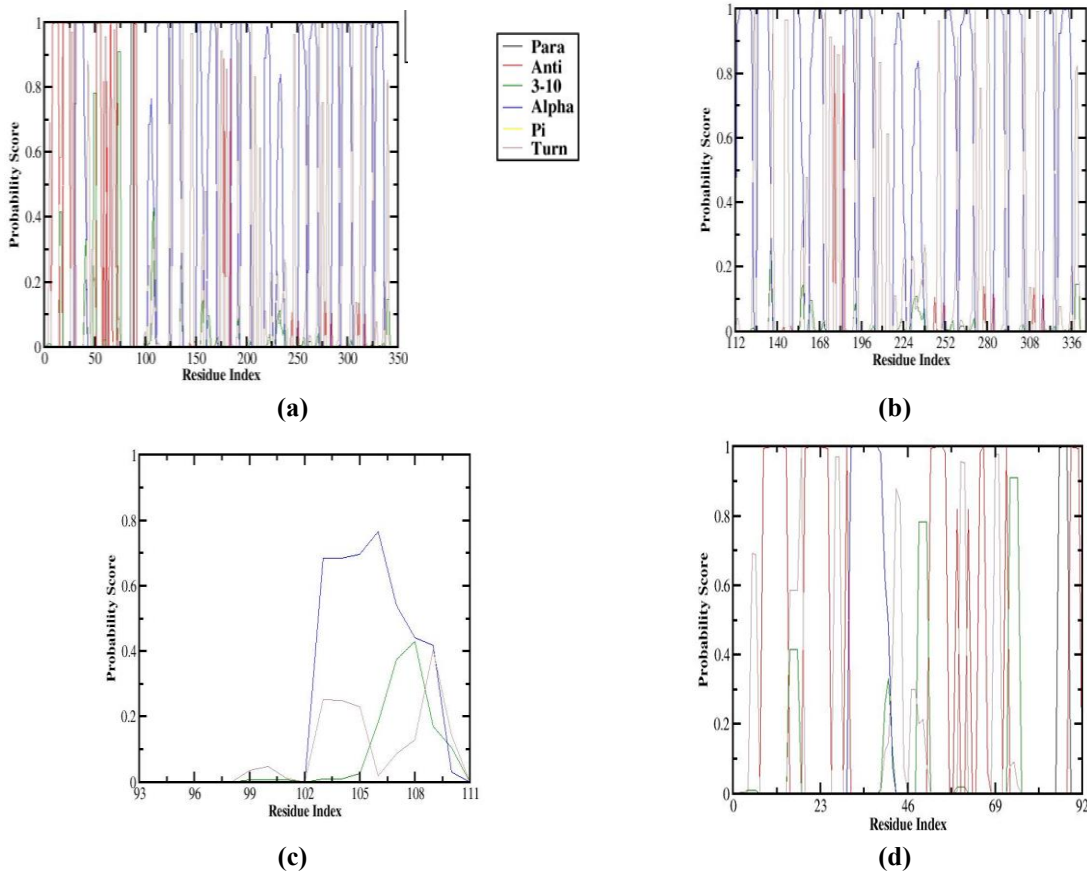 1
0.8
0.6
0.4
0.2
0
Probability Score
0 50 100 150 200 250 300 350
Residue Index
(a)
Para
Anti
3-10
Alpha
Pi
Turn
1
0.8
0.6
0.4
0.2
0
Probability Score
112 140 168 196 224 252 280 308 336
Residue Index
(b)
1
0.8
0.6
0.4
0.2
0
Probability Score
93 96 99 102 105 108 111
Residue Index
(c)
1
0.8
0.6
0.4
0.2
0
Probability Score
0 23 46 69 92
Residue Index
(d)